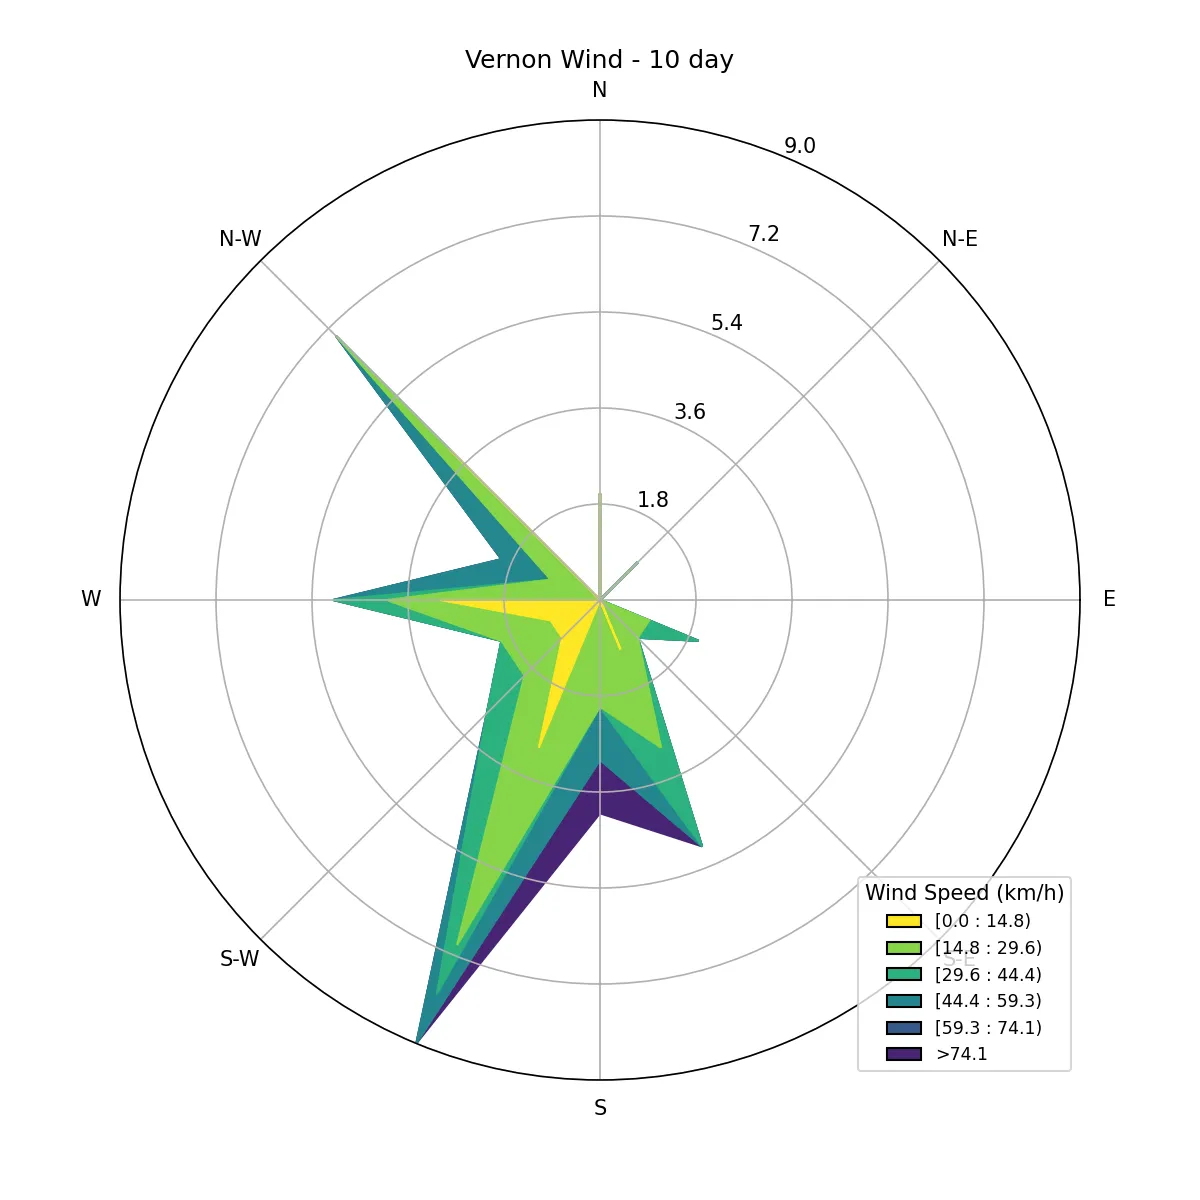 Vernon Wind - 10 day
N
9.0
N-W
7.2
N-E
5.4
3.6
1.8
W
E
Wind Speed (km/h)
[0.0 : 14.8)
[14.8 : 29.6)
S-W
S-E
[29.6 : 44.4)
[44.4 : 59.3)
[59.3 : 74.1)
>74.1
S